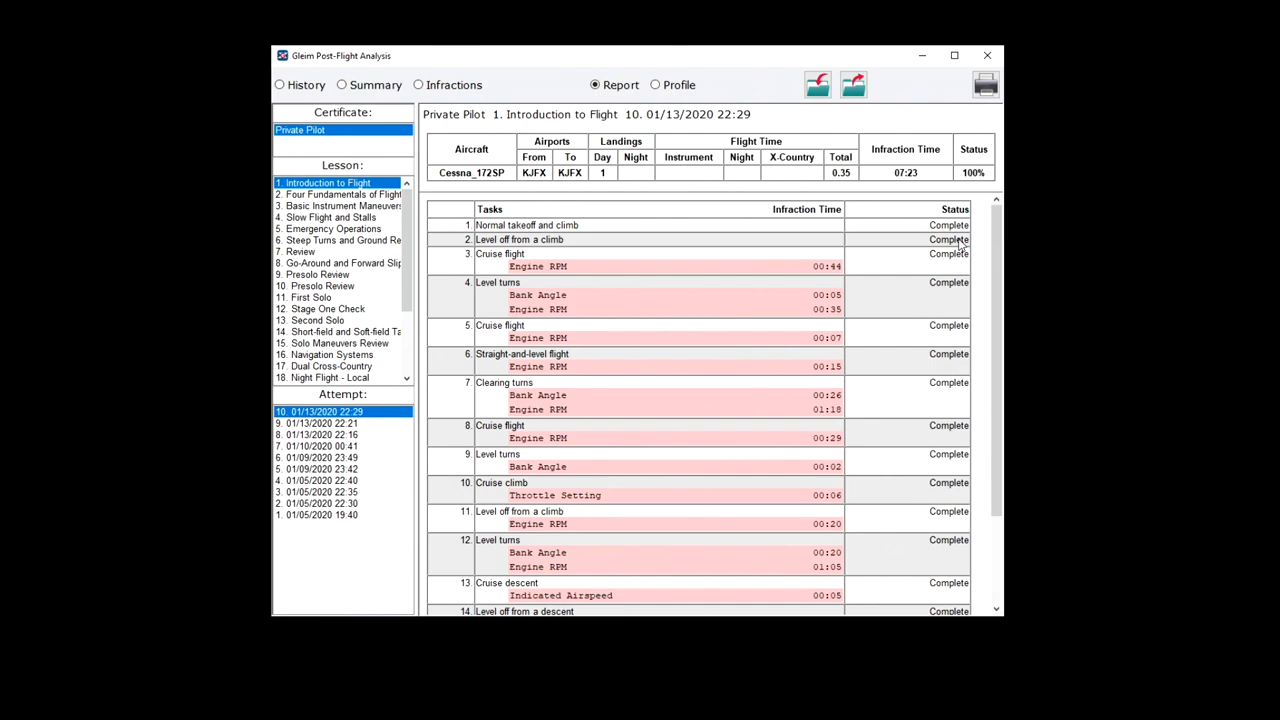 Gleim Post-Flight Analysis
History Summary Infractions Report Profile
Certificate:
Private Pilot
Lesson:
1. Introduction to Flight
2. Four Fundamentals of Flight
3. Basic Instrument Maneuvers
4. Slow Flight and Stalls
5. Emergency Operations
6. Steep Turns and Ground Re
7. Review
8. Go-Around and Forward Slip
9. Presolo Review
10. Presolo Review
11. First Solo
12. Stage One Check
13. Second Solo
14. Short-field and Soft-field Ta
15. Solo Maneuvers Review
16. Navigation Systems
17. Dual Cross-Country
18. Night Flight - Local
Attempt:
10. 01/13/2020 22:29
9. 01/13/2020 22:21
8. 01/13/2020 22:16
7. 01/10/2020 00:41
6. 01/09/2020 23:49
5. 01/09/2020 23:42
4. 01/05/2020 22:40
3. 01/05/2020 22:35
2. 01/05/2020 22:30
1. 01/05/2020 19:40
Private Pilot 1. Introduction to Flight 10. 01/13/2020 22:29
Aircraft Airports Landings Flight Time Infraction Time Status
From To Day Night Instrument Night X-Country Total
Cessna_172SP KJFX KJFX 1 0.35 07:23 100%
Tasks Infraction Time Status
1. Normal takeoff and climb Complete
2. Level off from a climb Complete
3. Cruise flight Complete
Engine RPM 00:44
4. Level turns Complete
Bank Angle 00:05
Engine RPM 00:35
5. Cruise flight Complete
Engine RPM 00:07
6. Straight-and-level flight Complete
Engine RPM 00:15
7. Clearing turns Complete
Bank Angle 00:26
Engine RPM 01:18
8. Cruise flight Complete
Engine RPM 00:29
9. Level turns Complete
Bank Angle 00:02
10. Cruise climb Complete
Throttle Setting 00:06
11. Level off from a climb Complete
Engine RPM 00:20
12. Level turns Complete
Bank Angle 00:20
Engine RPM 01:05
13. Cruise descent Complete
Indicated Airspeed 00:05
14. Level off from a descent Complete